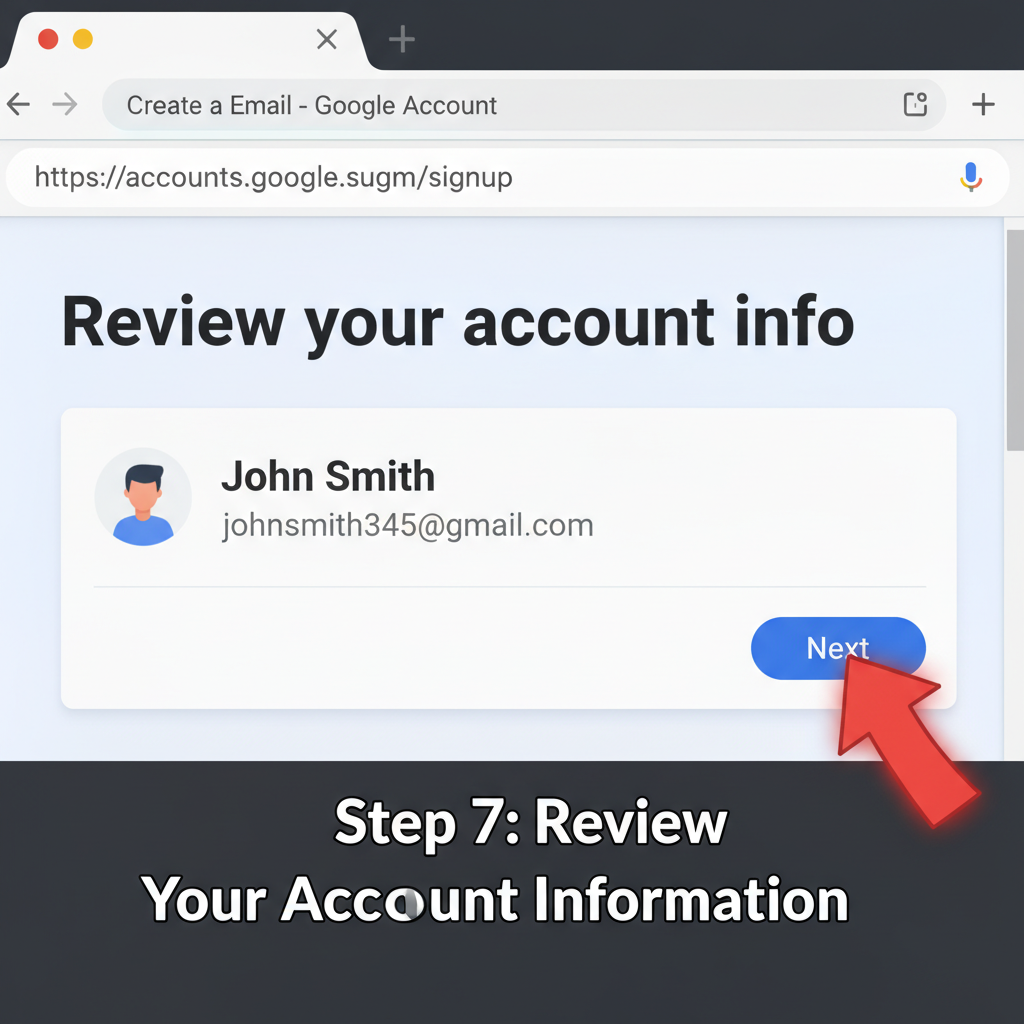 Create a Email - Google Account
https://accounts.google.sugm/signup
Review your account info
John Smith
johnsmith345@gmail.com
Next
Step 7: Review
Your Account Information